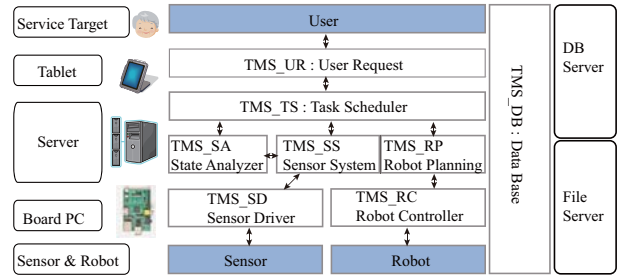 Service Target
User
Tablet
TMS_UR : User Request
TMS_TS : Task Scheduler
Server
TMS_SA
State Analyzer
TMS_SS
Sensor System
TMS_RP
Robot Planning
Board PC
TMS_SD
Sensor Driver
TMS_RC
Robot Controller
Sensor & Robot
Sensor
Robot
TMS_DB : Data Base
DB
Server
File
Server